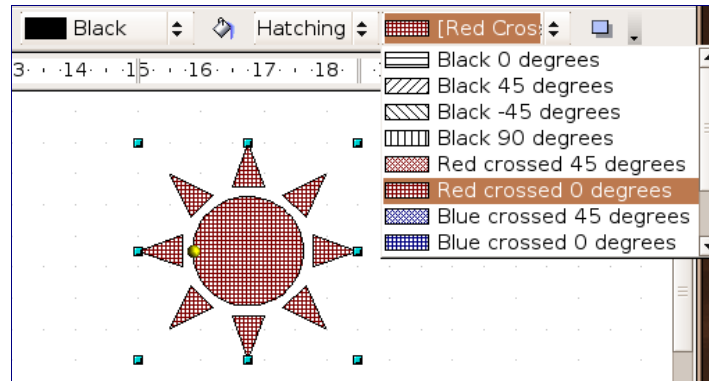 Black Hatching [Red Cros
3 · 14 · 15 · 16 · 17 · 18
Black 0 degrees
Black 45 degrees
Black -45 degrees
Black 90 degrees
Red crossed 45 degrees
Red crossed 0 degrees
Blue crossed 45 degrees
Blue crossed 0 degrees